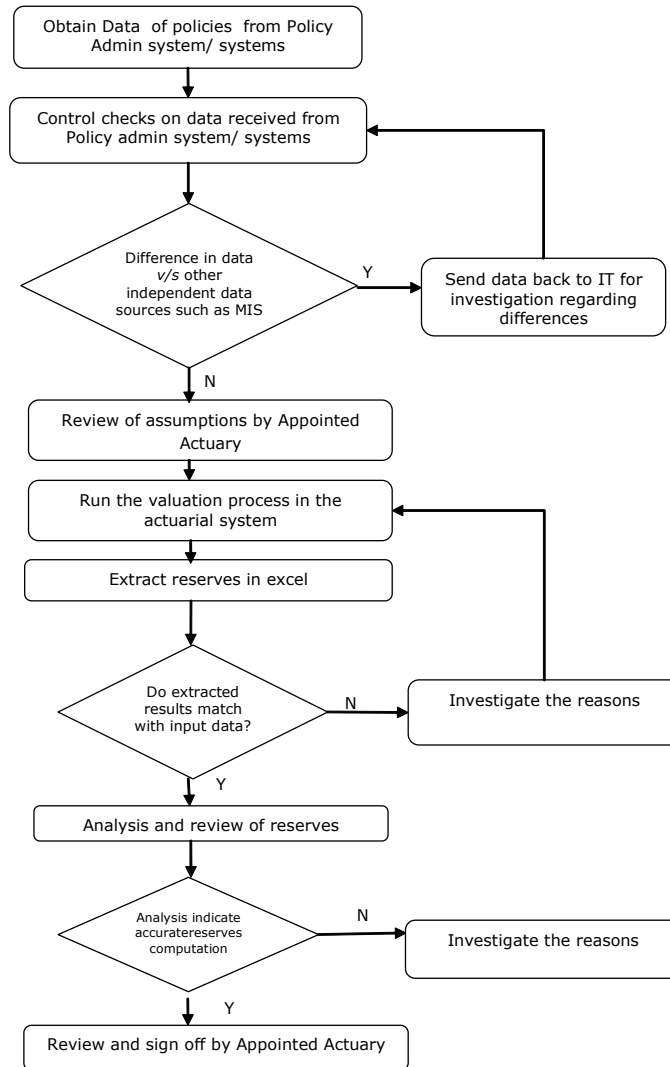 Obtain Data of policies from Policy
Admin system/ systems
Control checks on data received from
Policy admin system/ systems
Difference in data
v/s other
independent data
sources such as MIS
Y
Send data back to IT for
investigation regarding
differences
N
Review of assumptions by Appointed
Actuary
Run the valuation process in the
actuarial system
Extract reserves in excel
Do extracted
results match
with input data?
N
Investigate the reasons
Y
Analysis and review of reserves
Analysis indicate
accuratereserves
computation
N
Investigate the reasons
Y
Review and sign off by Appointed Actuary